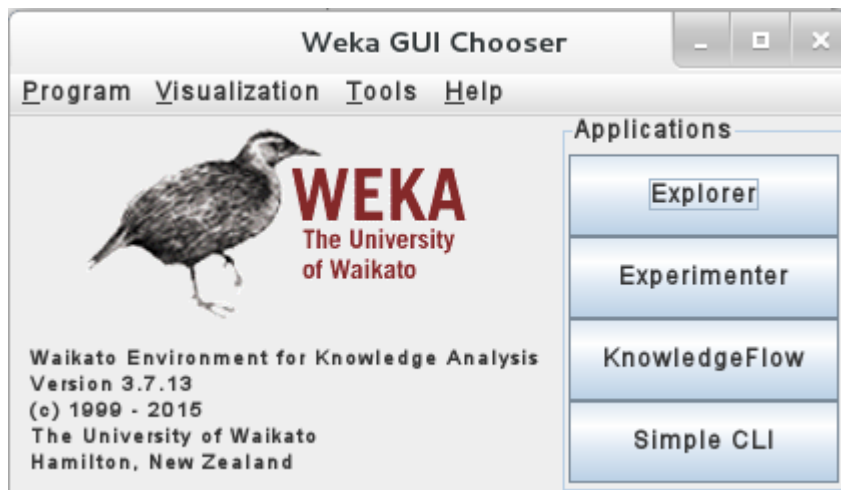 Weka GUI Chooser
Program Visualization Tools Help
WEKA
The University
of Waikato
Waikato Environment for Knowledge Analysis
Version 3.7.13
(c) 1999 - 2015
The University of Waikato
Hamilton, New Zealand
Applications
Explorer
Experimenter
KnowledgeFlow
Simple CLI